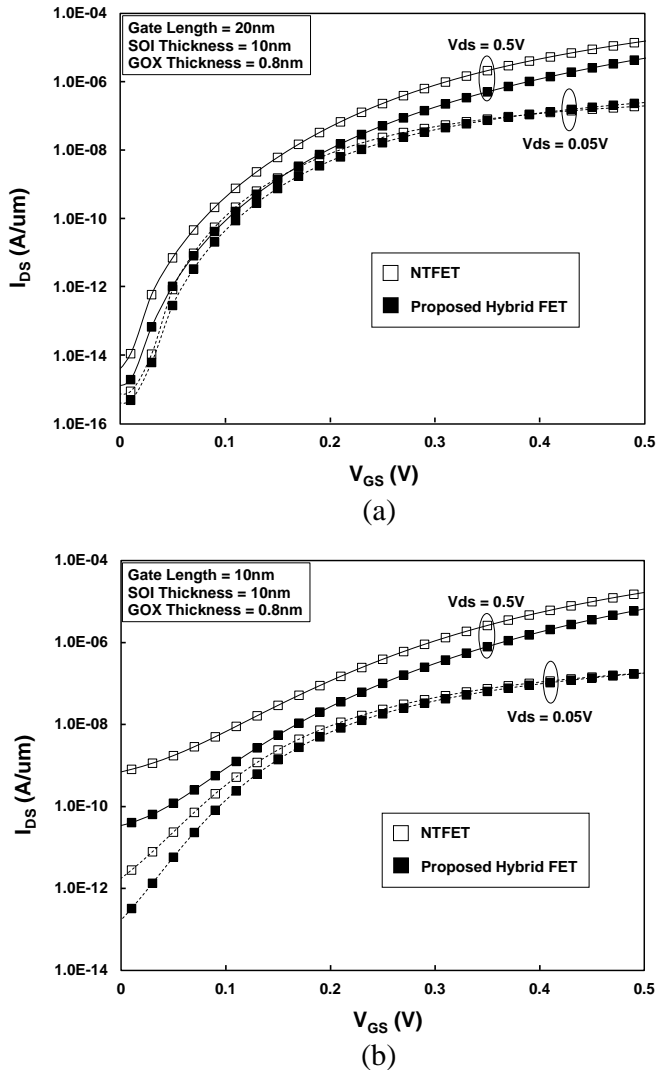 Gate Length = 20nm
SOI Thickness = 10nm
GOX Thickness = 0.8nm
Vds = 0.5V
Vds = 0.05V
NTFET
Proposed Hybrid FET
1.0E-04
1.0E-06
1.0E-08
1.0E-10
1.0E-12
1.0E-14
1.0E-16
I_DS (A/um)
0 0.1 0.2 0.3 0.4 0.5
V_GS (V)
(a)
Gate Length = 10nm
SOI Thickness = 10nm
GOX Thickness = 0.8nm
Vds = 0.5V
Vds = 0.05V
NTFET
Proposed Hybrid FET
1.0E-04
1.0E-06
1.0E-08
1.0E-10
1.0E-12
1.0E-14
I_DS (A/um)
0 0.1 0.2 0.3 0.4 0.5
V_GS (V)
(b)